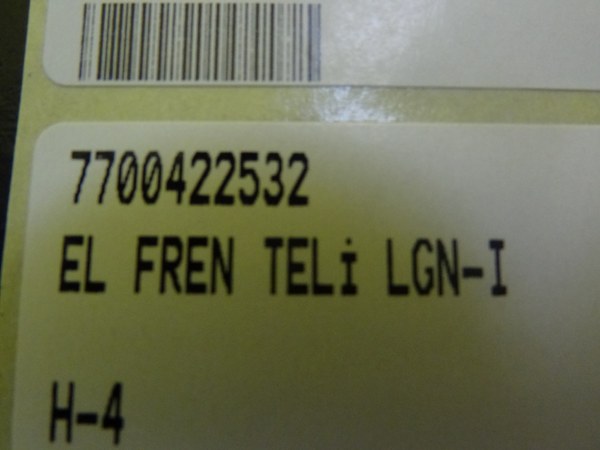 7700422532
EL FREN TELİ LGN-I
H-4